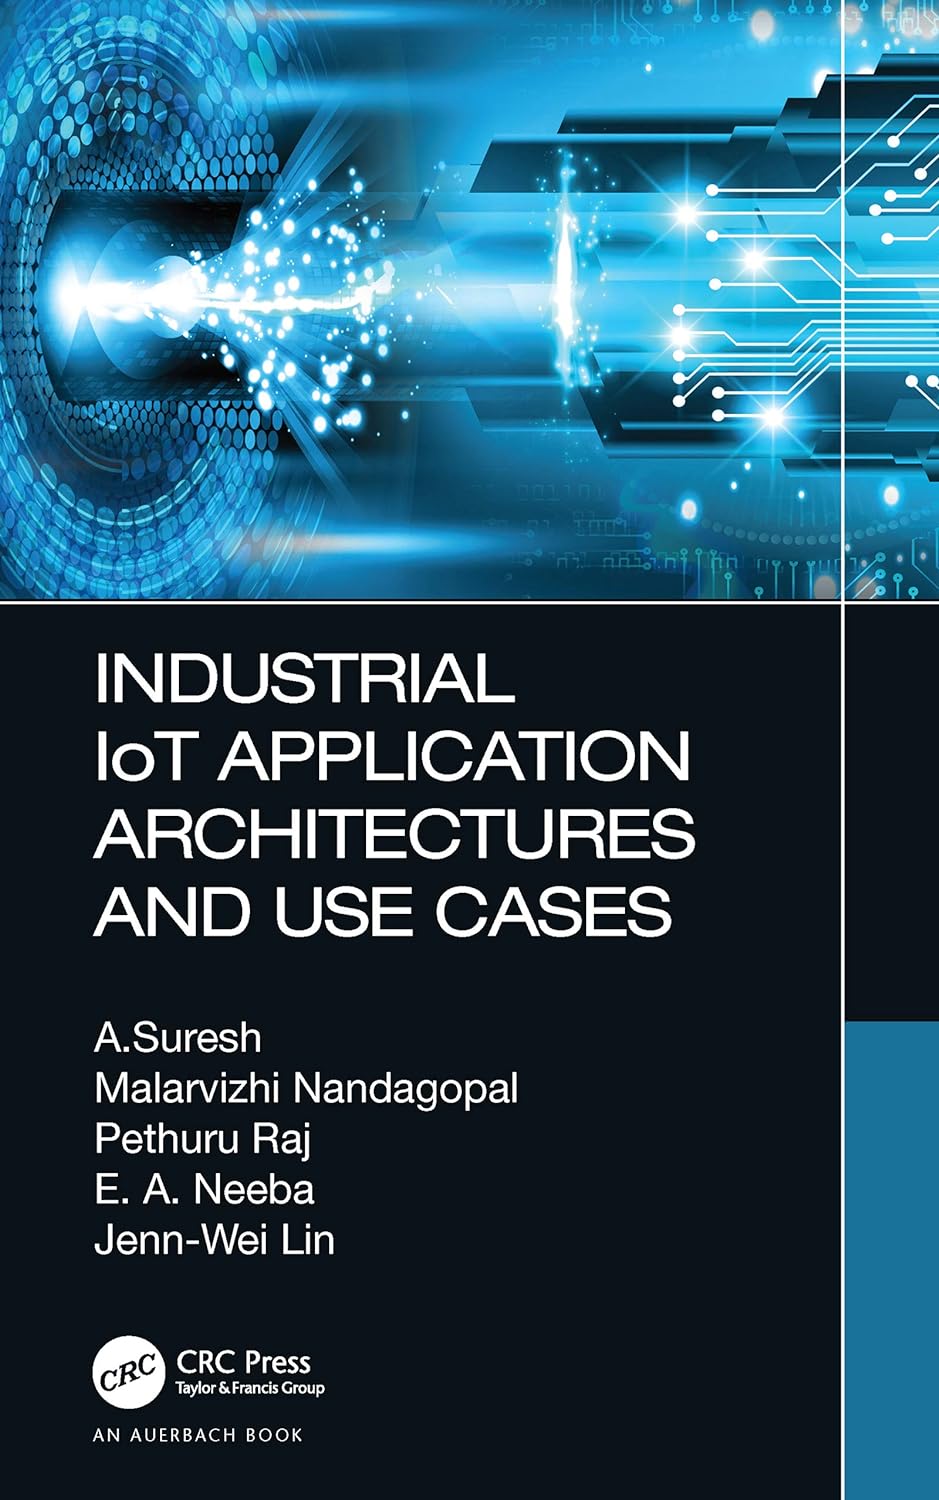 INDUSTRIAL
IoT APPLICATION
ARCHITECTURES
AND USE CASES
A.Suresh
Malarvizhi Nandagopal
Pethuru Raj
E. A. Neeba
Jenn-Wei Lin
CRC
CRC Press
Taylor & Francis Group
AN AUERBACH BOOK